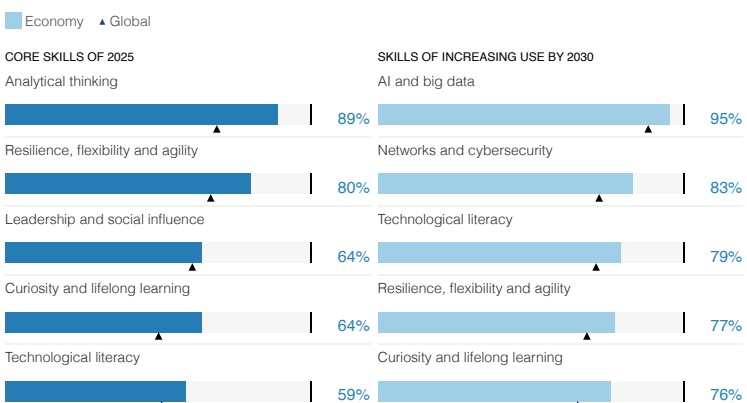 Economy ▲ Global
CORE SKILLS OF 2025
Analytical thinking
89%
Resilience, flexibility and agility
80%
Leadership and social influence
64%
Curiosity and lifelong learning
64%
Technological literacy
59%
SKILLS OF INCREASING USE BY 2030
AI and big data
95%
Networks and cybersecurity
83%
Technological literacy
79%
Resilience, flexibility and agility
77%
Curiosity and lifelong learning
76%